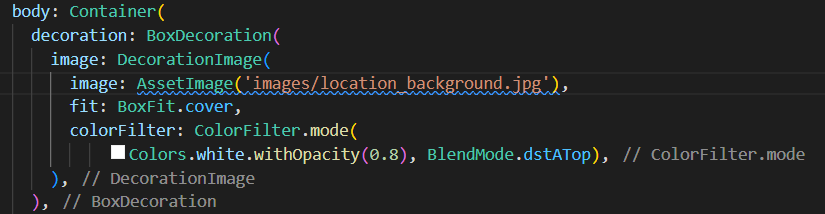 body: Container(
decoration: BoxDecoration(
image: DecorationImage(
image: AssetImage('images/location_background.jpg'),
fit: BoxFit.cover,
colorFilter: ColorFilter.mode(
Colors.white.withOpacity(0.8), BlendMode.dstATop), // ColorFilter.mode
), // DecorationImage
), // BoxDecoration